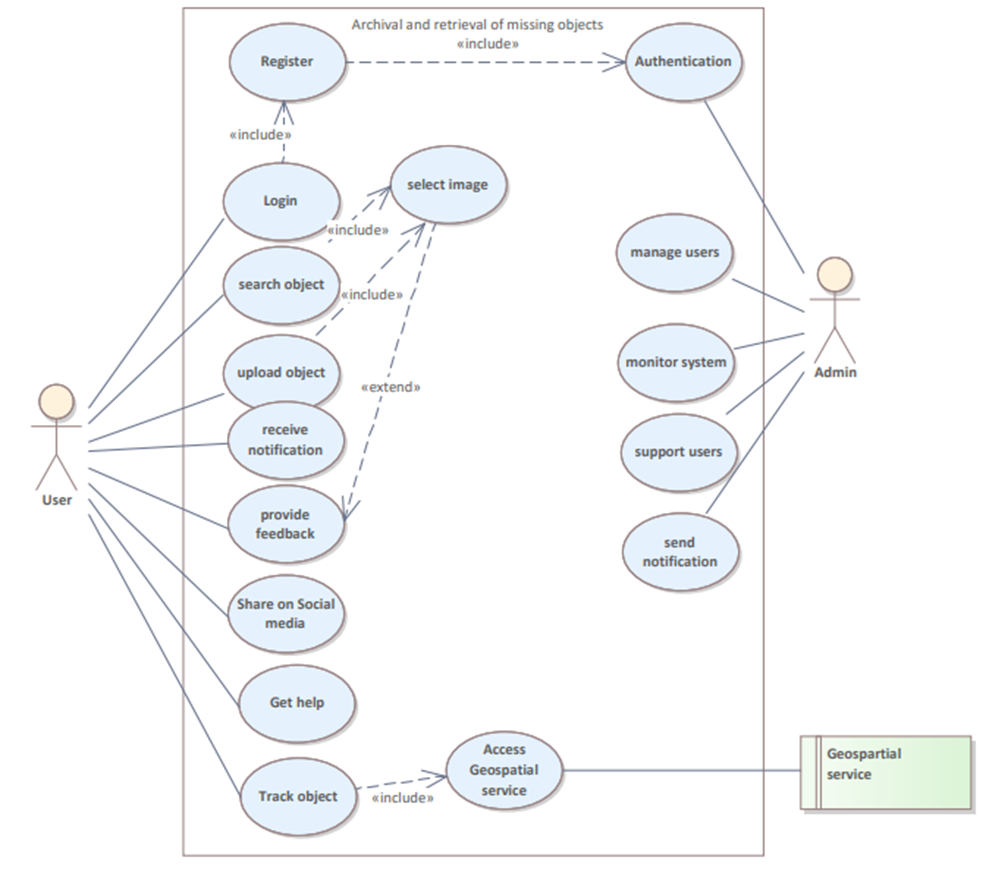 Archival and retrieval of missing objects
«include»
Register
Authentication
«include»
Login
select image
«include»
search object
«include»
manage users
upload object
«extend»
monitor system
Admin
receive
notification
support users
User
provide
feedback
send
notification
Share on Social
media
Get help
Track object
«include»
Access
Geospatial
service
Geospartial
service